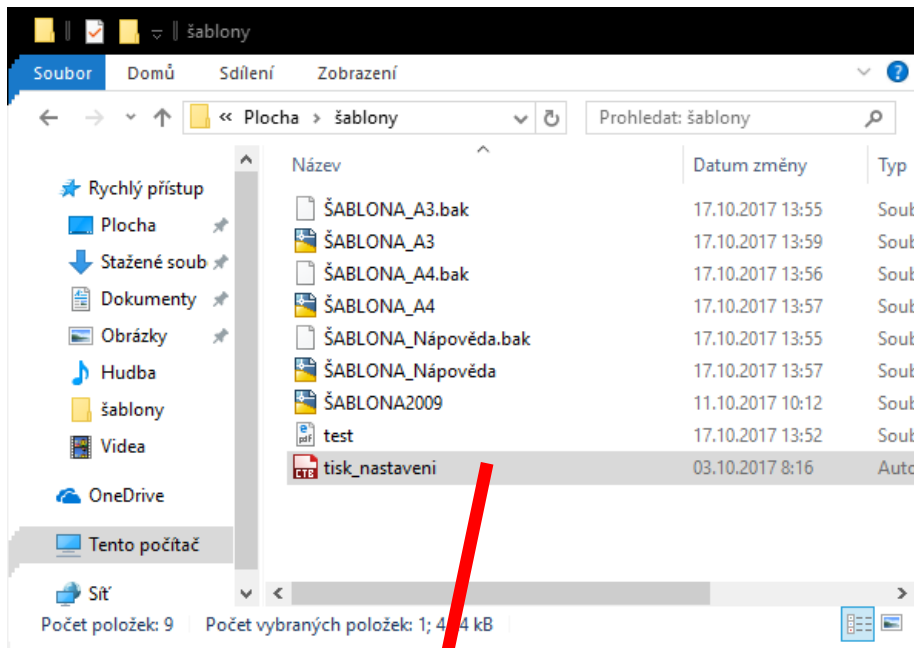 šablony
Soubor Domů Sdílení Zobrazení
« Plocha > šablony Prohledat: šablony
Název Datum změny Typ
Rychlý přístup
Plocha
Stažené soub
Dokumenty
Obrázky
Hudba
šablony
Videa
OneDrive
Tento počítač
Síť
ŠABLONA_A3.bak 17.10.2017 13:55 Soub
ŠABLONA_A3 17.10.2017 13:59 Soub
ŠABLONA_A4.bak 17.10.2017 13:56 Soub
ŠABLONA_A4 17.10.2017 13:57 Soub
ŠABLONA_Nápověda.bak 17.10.2017 13:55 Soub
ŠABLONA_Nápověda 17.10.2017 13:57 Soub
ŠABLONA2009 11.10.2017 10:12 Soub
test 17.10.2017 13:52 Soub
CTB tisk_nastaveni 03.10.2017 8:16 Auto
Počet položek: 9 Počet vybraných položek: 1; kB